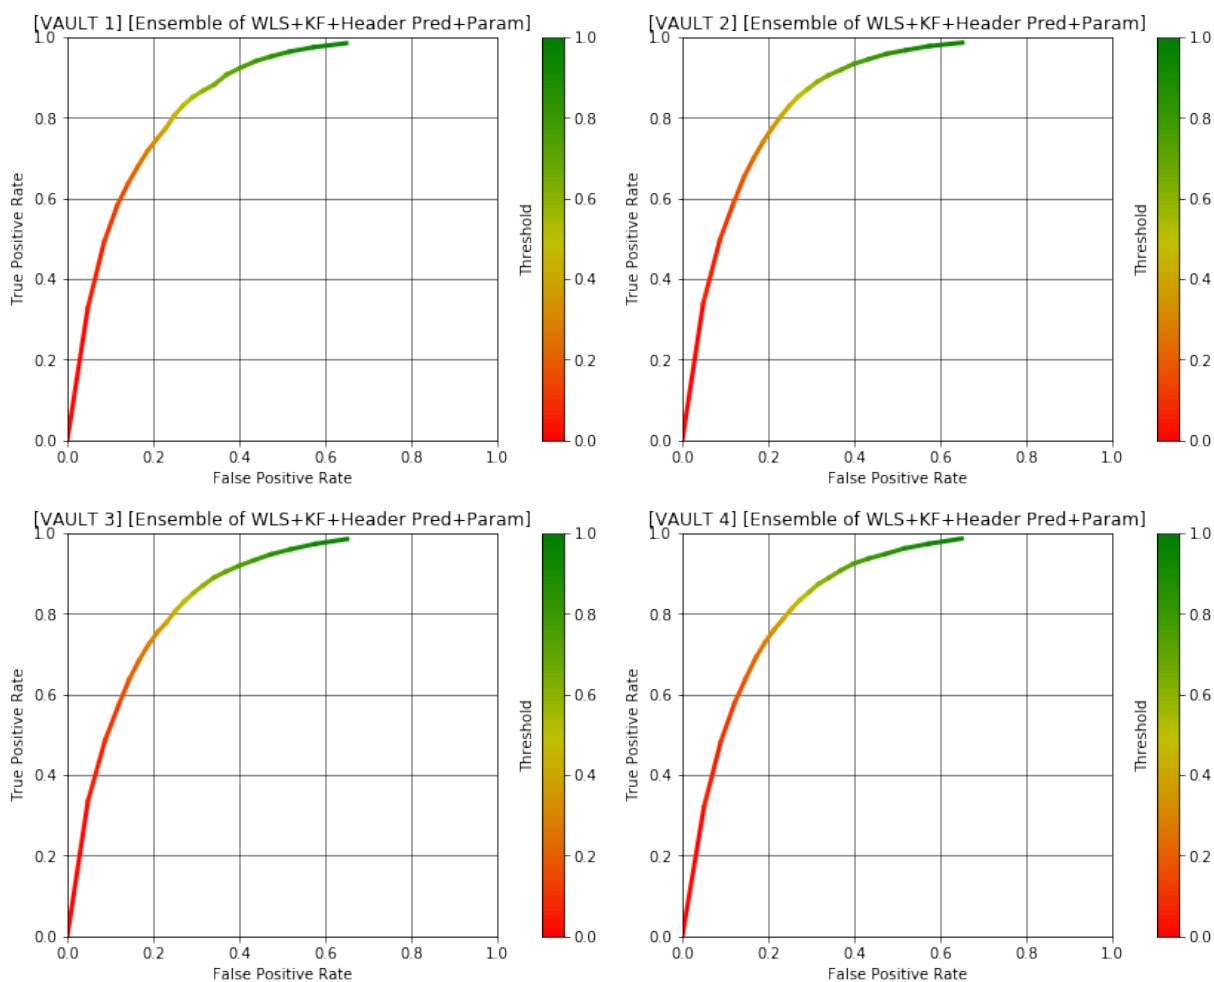 [VAULT 1] [Ensemble of WLS+KF+Header Pred+Param]
1.0
0.8
0.6
0.4
0.2
0.0
True Positive Rate
0.0 0.2 0.4 0.6 0.8 1.0
False Positive Rate
Threshold
1.0
0.8
0.6
0.4
0.2
0.0
[VAULT 2] [Ensemble of WLS+KF+Header Pred+Param]
1.0
0.8
0.6
0.4
0.2
0.0
True Positive Rate
0.0 0.2 0.4 0.6 0.8 1.0
False Positive Rate
Threshold
1.0
0.8
0.6
0.4
0.2
0.0
[VAULT 3] [Ensemble of WLS+KF+Header Pred+Param]
1.0
0.8
0.6
0.4
0.2
0.0
True Positive Rate
0.0 0.2 0.4 0.6 0.8 1.0
False Positive Rate
Threshold
1.0
0.8
0.6
0.4
0.2
0.0
[VAULT 4] [Ensemble of WLS+KF+Header Pred+Param]
1.0
0.8
0.6
0.4
0.2
0.0
True Positive Rate
0.0 0.2 0.4 0.6 0.8 1.0
False Positive Rate
Threshold
1.0
0.8
0.6
0.4
0.2
0.0